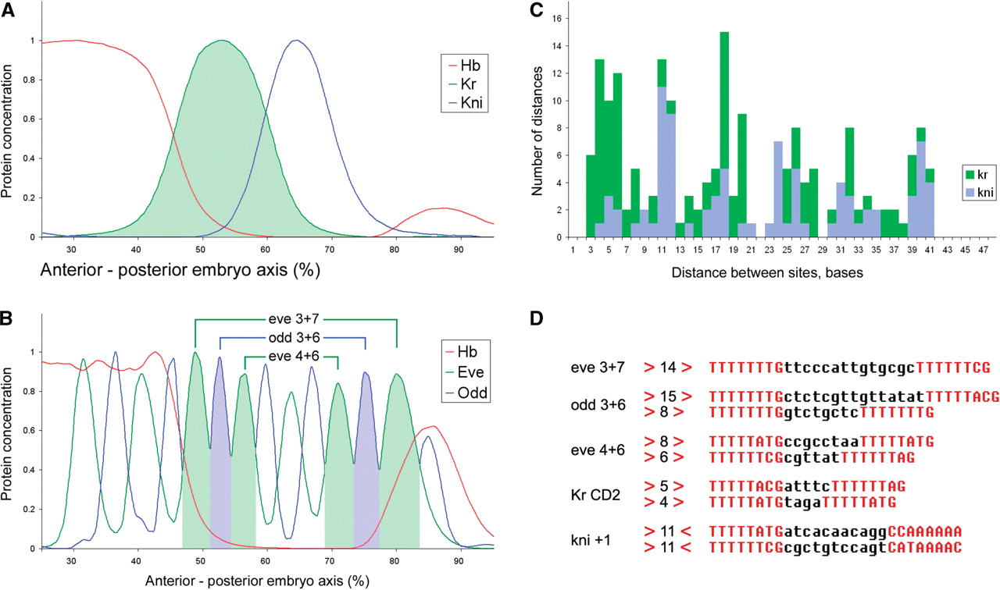 A
Protein concentration
1
0.8
0.6
0.4
0.2
0
30 40 50 60 70 80 90
Anterior - posterior embryo axis (%)
Hb
Kr
Kni
B
Protein concentration
1
0.8
0.6
0.4
0.2
0
30 40 50 60 70 80 90
Anterior - posterior embryo axis (%)
eve 3+7
odd 3+6
eve 4+6
Hb
Eve
Odd
C
Number of distances
16
14
12
10
8
6
4
2
0
1 3 5 7 9 11 13 15 17 19 21 23 25 27 29 31 33 35 37 39 41 43 45 47
Distance between sites, bases
kr
kni
D
eve 3+7 > 14 > TTTTTTTGttcccattgtgcgcTTTTTTCG
odd 3+6
> 15 > TTTTTTTGctctcgttgttatatTTTTTACG
> 8 > TTTTTTTGgtctgctcTTTTTTTG
eve 4+6
> 8 > TTTTTATGccgcctaaTTTTTATG
> 6 > TTTTTTCGcgttatTTTTTTAG
Kr CD2
> 5 > TTTTTACGatttcTTTTTTAG
> 4 > TTTTTATGtagaTTTTTATG
kni +1
> 11 < TTTTTATGatcacaacaggCCAAAAAA
> 11 < TTTTTTCGcgctgtccagtCATAAAAC